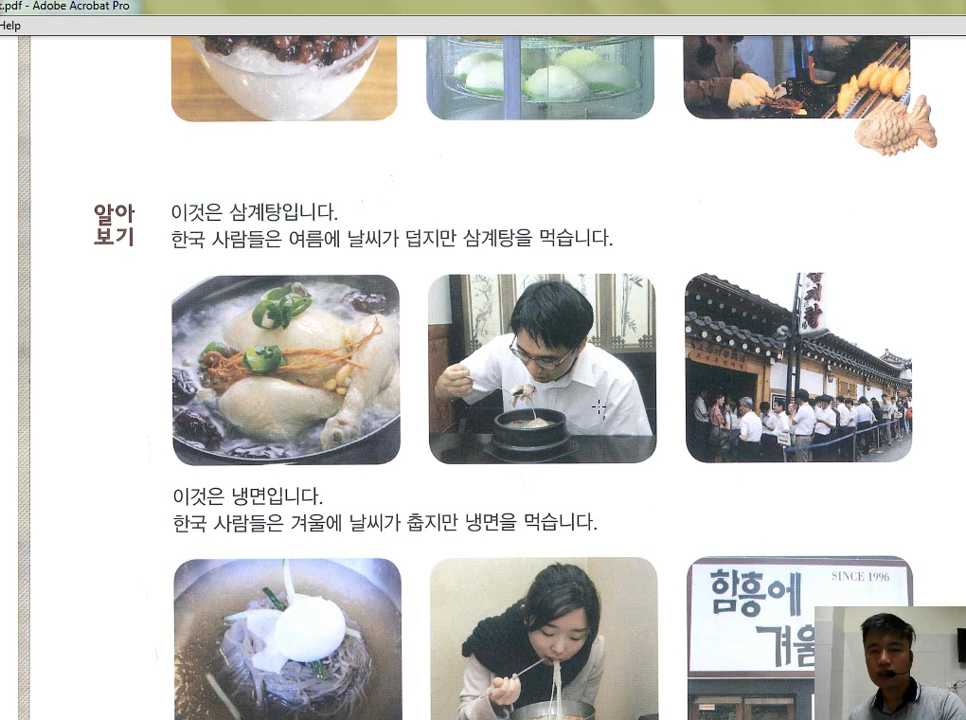 .pdf - Adobe Acrobat Pro
Help
알아
보기
이것은 삼계탕입니다.
한국 사람들은 여름에 날씨가 덥지만 삼계탕을 먹습니다.
이것은 냉면입니다.
한국 사람들은 겨울에 날씨가 춥지만 냉면을 먹습니다.
SINCE 1996
함흥에
겨울